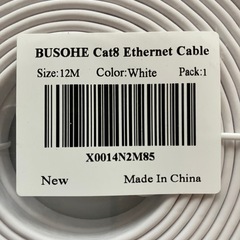 BUSOHE Cat8 Ethernet Cable
Size:12M Color:White Pack:1
X0014N2M85
New Made In China